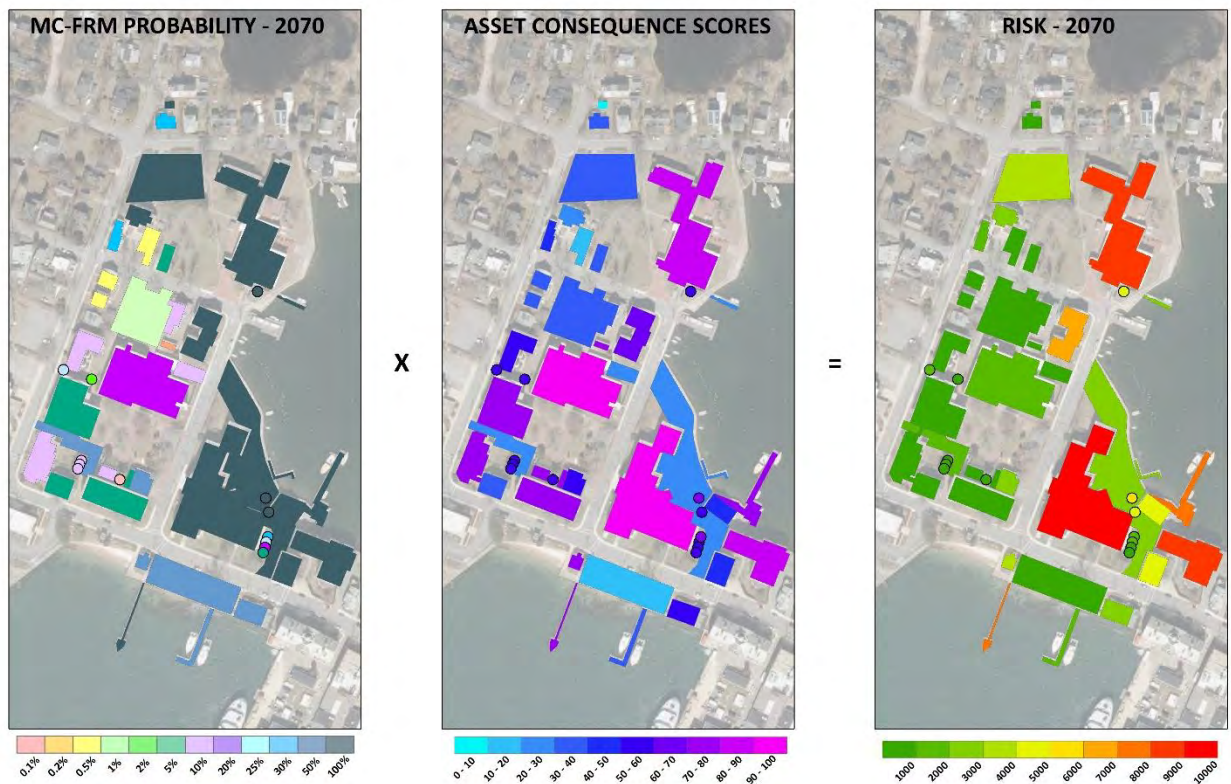 MC-FRM PROBABILITY - 2070
ASSET CONSEQUENCE SCORES
RISK - 2070
X
=
0.1%
0.2%
0.5%
1%
2%
5%
10%
20%
25%
30%
50%
100%
0 - 10
10 - 20
20 - 30
30 - 40
40 - 50
50 - 60
60 - 70
70 - 80
80 - 90
90 - 100
1000
2000
3000
4000
5000
6000
7000
8000
9000
10000